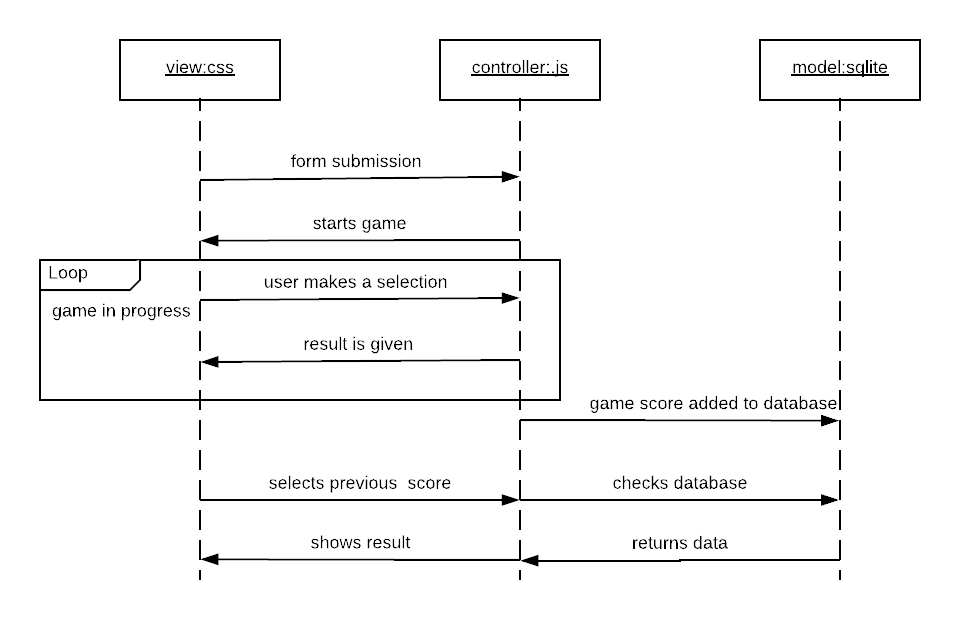 view:css
controller:.js
model:sqlite
form submission
starts game
Loop
user makes a selection
game in progress
result is given
game score added to database
selects previous  score
checks database
shows result
returns data